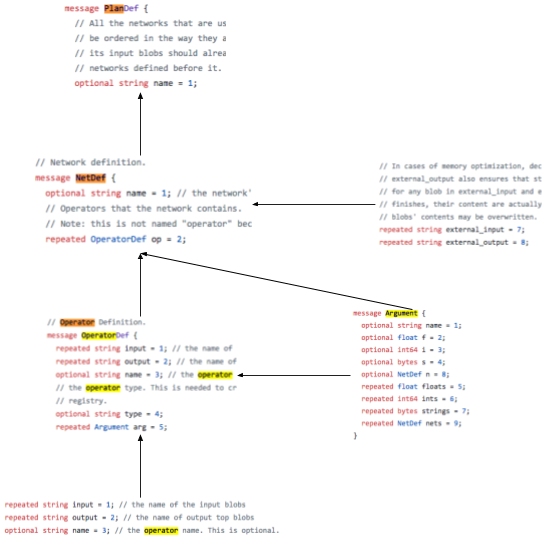 message PlanDef {
// All the networks that are us
// be ordered in the way they a
// its input blobs should alrea
// networks defined before it.
optional string name = 1;
// Network definition.
message NetDef {
optional string name = 1; // the network'
// Operators that the network contains.
// Note: this is not named "operator" bec
repeated OperatorDef op = 2;
// In cases of memory optimization, dec
// external_output also ensures that st
// for any blob in external_input and e
// finishes, their content are actually
// blobs' contents may be overwritten.
repeated string external_input = 7;
repeated string external_output = 8;
// Operator Definition.
message OperatorDef {
repeated string input = 1; // the name of
repeated string output = 2; // the name of
optional string name = 3; // the operator
// the operator type. This is needed to cr
// registry.
optional string type = 4;
repeated Argument arg = 5;
message Argument {
optional string name = 1;
optional float f = 2;
optional int64 i = 3;
optional bytes s = 4;
optional NetDef n = 8;
repeated float floats = 5;
repeated int64 ints = 6;
repeated bytes strings = 7;
repeated NetDef nets = 9;
}
repeated string input = 1; // the name of the input blobs
repeated string output = 2; // the name of output top blobs
optional string name = 3; // the operator name. This is optional.